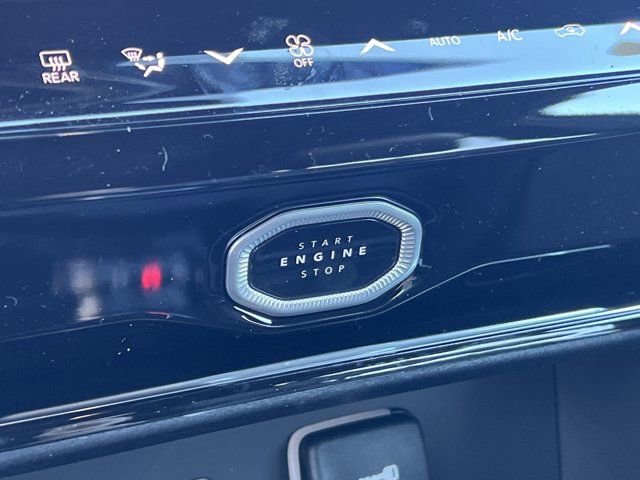 REAR OFF AUTO A/C
START
ENGINE
STOP